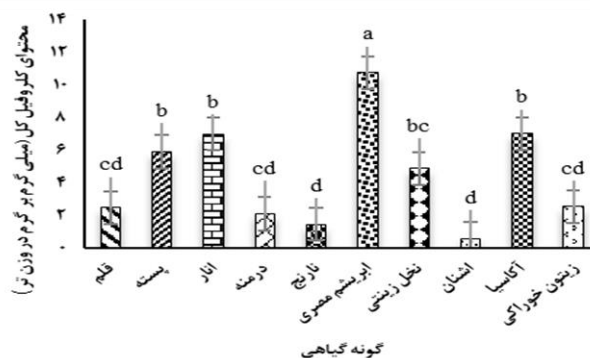 محتوای کلروفیل کل (میلی گرم بر گرم در وزن تر)
۱۴
۱۲
۱۰
۸
۶
۴
۲
۰
cd
b
b
cd
d
a
bc
d
b
cd
قلم
پسته
انار
درمنه
نارنج
ابریشم مصری
نخل زینتی
اشنان
آکاسیا
زیتون خوراکی
گونه گیاهی